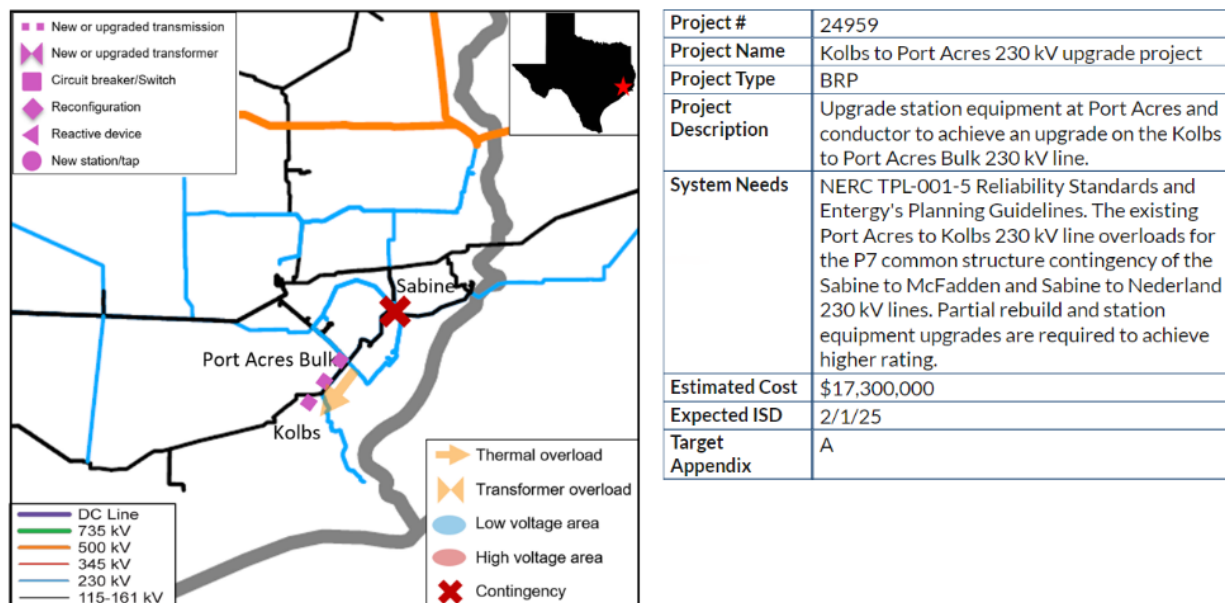 New or upgraded transmission
New or upgraded transformer
Circuit breaker/Switch
Reconfiguration
Reactive device
New station/tap
Sabine
Port Acres Bulk
Kolbs
DC Line
735 kV
500 kV
345 kV
230 kV
115-161 kV
Thermal overload
Transformer overload
Low voltage area
High voltage area
Contingency
Project # 24959
Project Name Kolbs to Port Acres 230 kV upgrade project
Project Type BRP
Project Description Upgrade station equipment at Port Acres and
conductor to achieve an upgrade on the Kolbs
to Port Acres Bulk 230 kV line.
System Needs NERC TPL-001-5 Reliability Standards and
Entergy's Planning Guidelines. The existing
Port Acres to Kolbs 230 kV line overloads for
the P7 common structure contingency of the
Sabine to McFadden and Sabine to Nederland
230 kV lines. Partial rebuild and station
equipment upgrades are required to achieve
higher rating.
Estimated Cost $17,300,000
Expected ISD 2/1/25
Target Appendix A